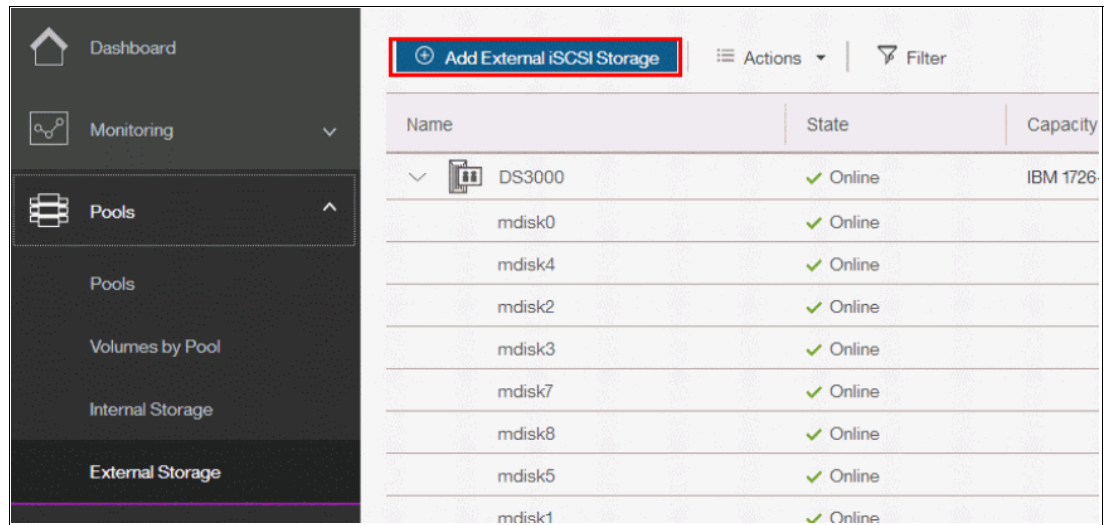 Dashboard
Monitoring
Pools
Pools
Volumes by Pool
Internal Storage
External Storage
Add External iSCSI Storage
Actions
Filter
Name State Capacity
DS3000 Online IBM 1726-
mdisk0 Online
mdisk4 Online
mdisk2 Online
mdisk3 Online
mdisk7 Online
mdisk8 Online
mdisk5 Online
mdisk1 Online